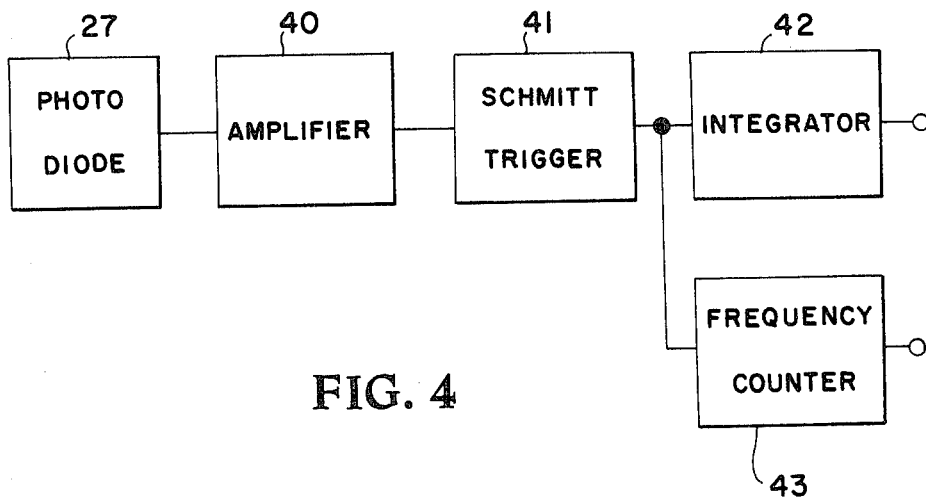 27
40
41
42
PHOTO
DIODE
AMPLIFIER
SCHMITT
TRIGGER
INTEGRATOR
FREQUENCY
COUNTER
43
FIG. 4